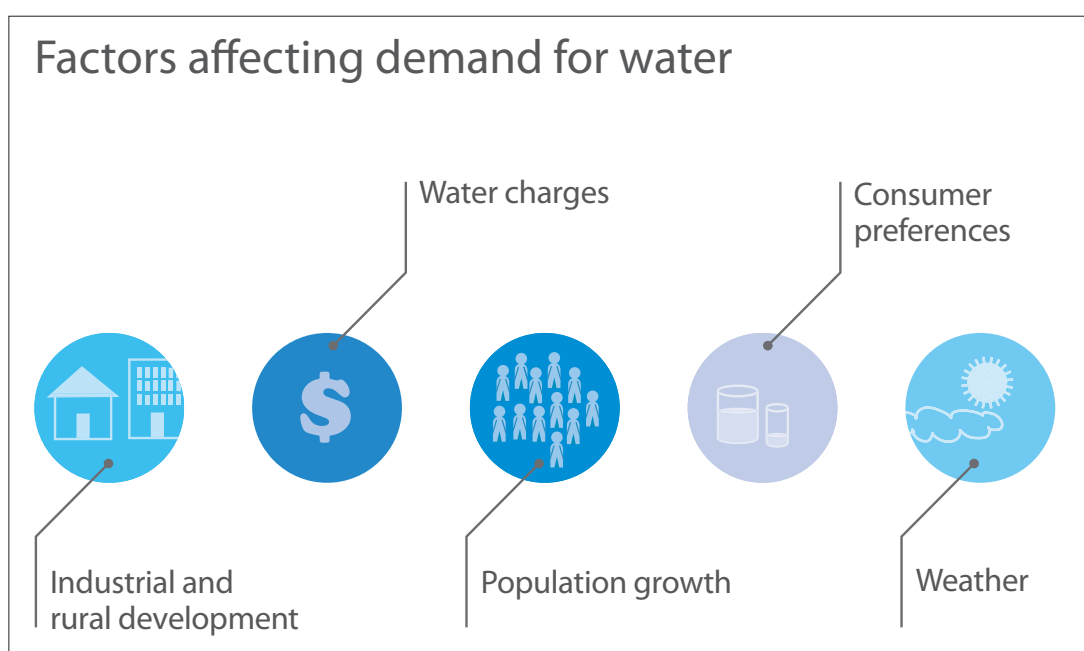 Factors affecting demand for water
Water charges
Consumer
preferences
$
Industrial and
rural development
Population growth
Weather